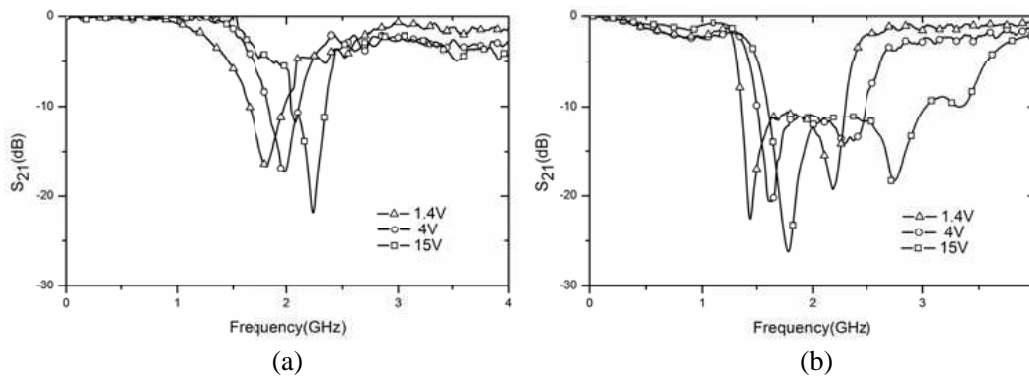 0
-10
-20
-30
S21(dB)
0
1
2
3
4
Frequency(GHz)
1.4V
4V
15V
(a)
0
-10
-20
-30
S21(dB)
0
1
2
3
Frequency(GHz)
1.4V
4V
15V
(b)